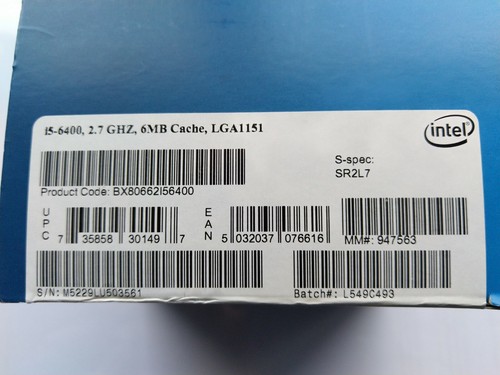 i5-6400, 2.7 GHZ, 6MB Cache, LGA1151
intel
S-spec:
SR2L7
Product Code: BX80662I56400
UPC 7 35858 30149 7
EAN 5 032037 076616
MM#: 947563
S/N: M5229LU503561
Batch#: L549C493